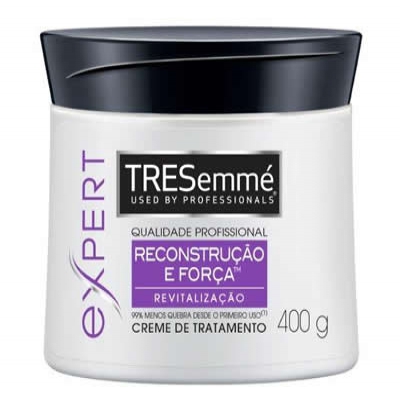 eXPERT
TRESemmé
USED BY PROFESSIONALS
QUALIDADE PROFISSIONAL
RECONSTRUÇÃO
E FORÇA™
REVITALIZAÇÃO
99% MENOS QUEBRA DESDE O PRIMEIRO USO(1)
CREME DE TRATAMENTO 400 g